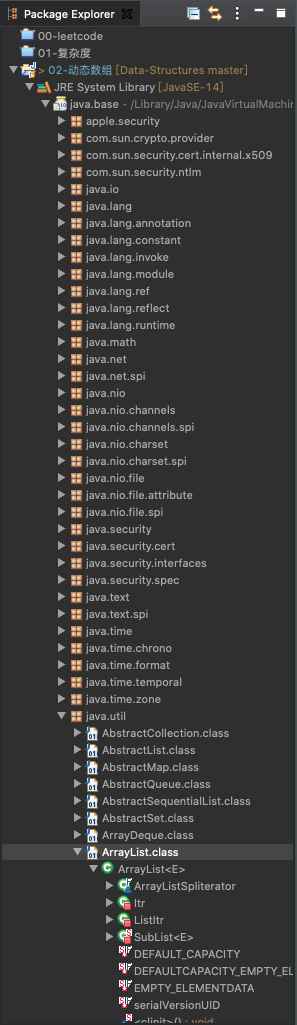 Package Explorer
00-leetcode
01-复杂度
> 02-动态数组 [Data-Structures master]
JRE System Library [JavaSE-14]
java.base - /Library/Java/JavaVirtualMachin
apple.security
com.sun.crypto.provider
com.sun.security.cert.internal.x509
com.sun.security.ntlm
java.io
java.lang
java.lang.annotation
java.lang.constant
java.lang.invoke
java.lang.module
java.lang.ref
java.lang.reflect
java.lang.runtime
java.math
java.net
java.net.spi
java.nio
java.nio.channels
java.nio.channels.spi
java.nio.charset
java.nio.charset.spi
java.nio.file
java.nio.file.attribute
java.nio.file.spi
java.security
java.security.cert
java.security.interfaces
java.security.spec
java.text
java.text.spi
java.time
java.time.chrono
java.time.format
java.time.temporal
java.time.zone
java.util
AbstractCollection.class
AbstractList.class
AbstractMap.class
AbstractQueue.class
AbstractSequentialList.class
AbstractSet.class
ArrayDeque.class
ArrayList.class
ArrayList<E>
ArrayListSpliterator
Itr
ListItr
SubList<E>
DEFAULT_CAPACITY
DEFAULTCAPACITY_EMPTY_EL
EMPTY_ELEMENTDATA
serialVersionUID
<clinit>() : void